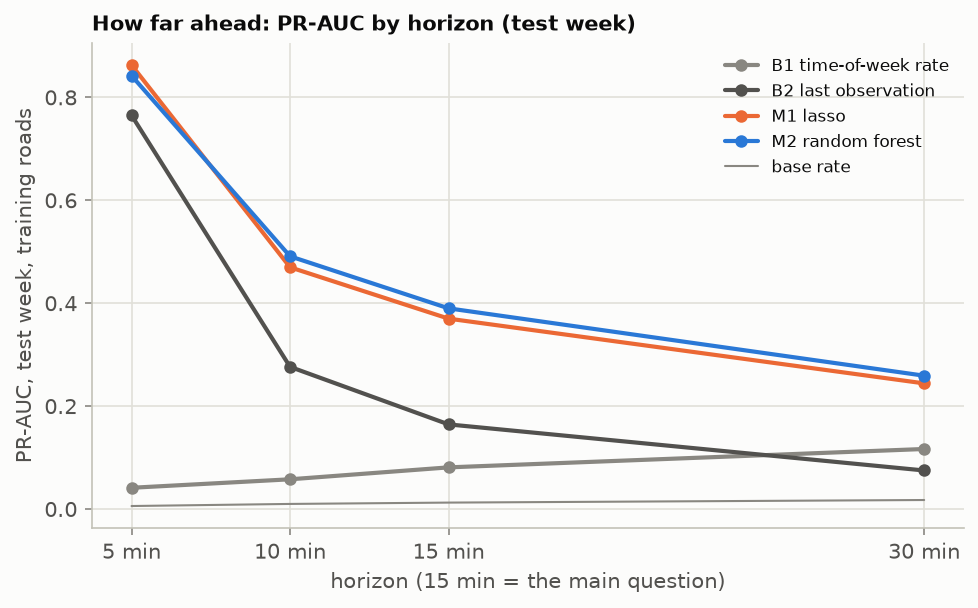 How far ahead: PR-AUC by horizon (test week)
B1 time-of-week rate
B2 last observation
M1 lasso
M2 random forest
base rate
PR-AUC, test week, training roads
0.8
0.6
0.4
0.2
0.0
5 min 10 min 15 min 30 min
horizon (15 min = the main question)